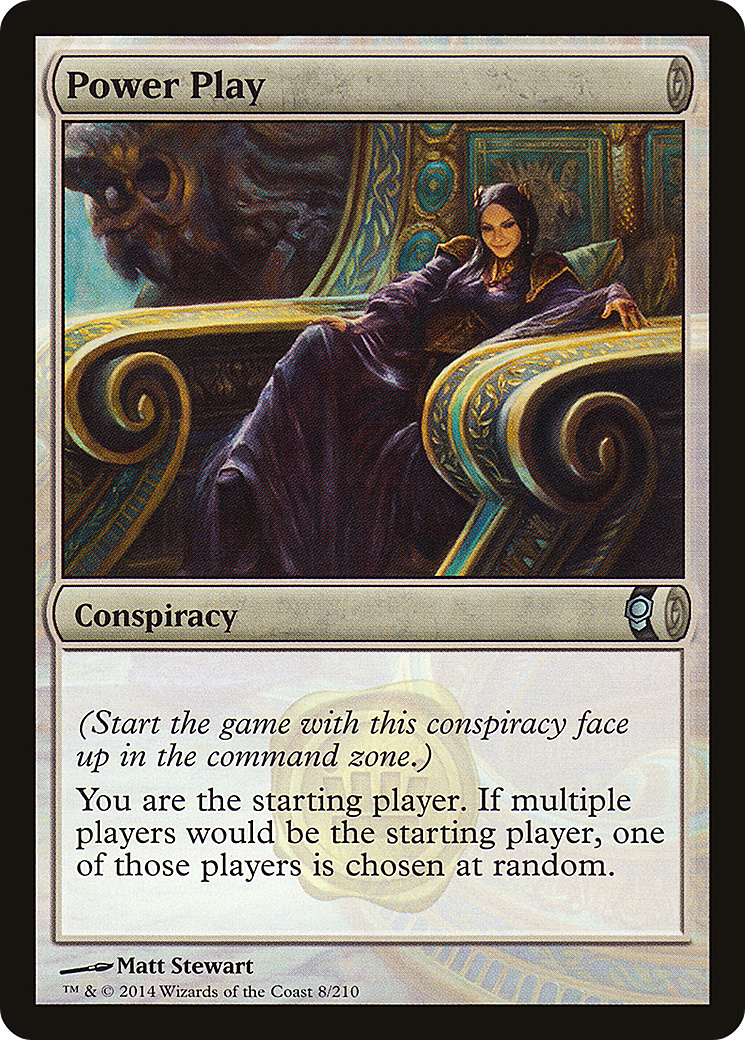 Power Play
Conspiracy
(Start the game with this conspiracy face
up in the command zone.)
You are the starting player. If multiple
players would be the starting player, one
of those players is chosen at random.
Matt Stewart
™ & © 2014 Wizards of the Coast 8/210